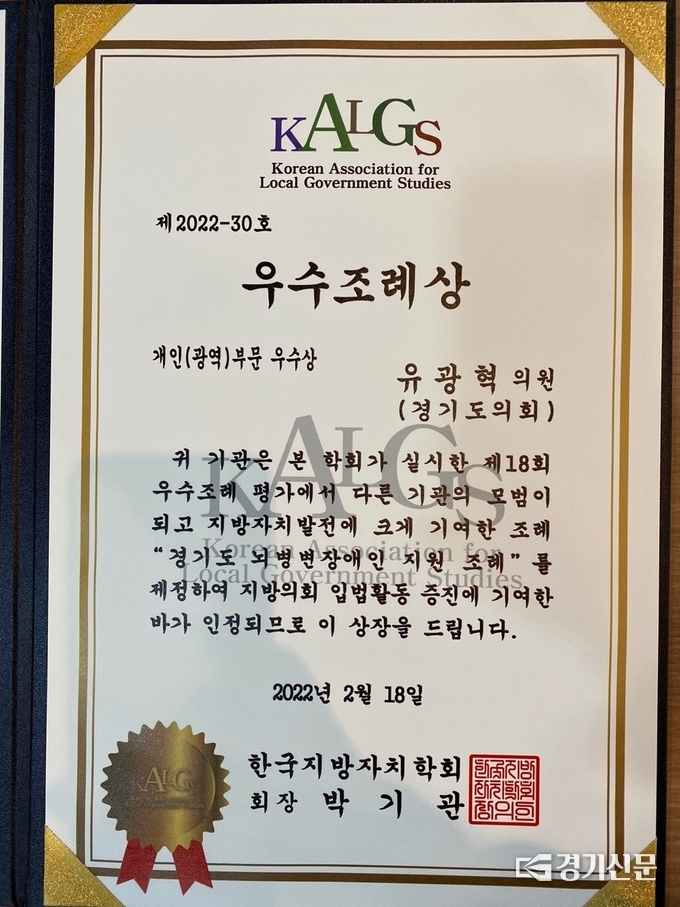 KALGS
Korean Association for
Local Government Studies
제2022-30호
우수조례상
개인(광역)부문 우수상
유광혁 의원
(경기도의회)
귀 기관은 본 학회가 실시한 제18회
우수조례 평가에서 다른 기관의 모범이
되고 지방자치발전에 크게 기여한 조례
“경기도 뇌병변장애인 지원 조례”를
제정하여 지방의회 입법활동 증진에 기여한
바가 인정되므로 이 상장을 드립니다.
KALGS
Korean Association for
Local Government Studies
2022년 2월 18일
한국지방자치학회
회장 박기관
KALGS
경기신문